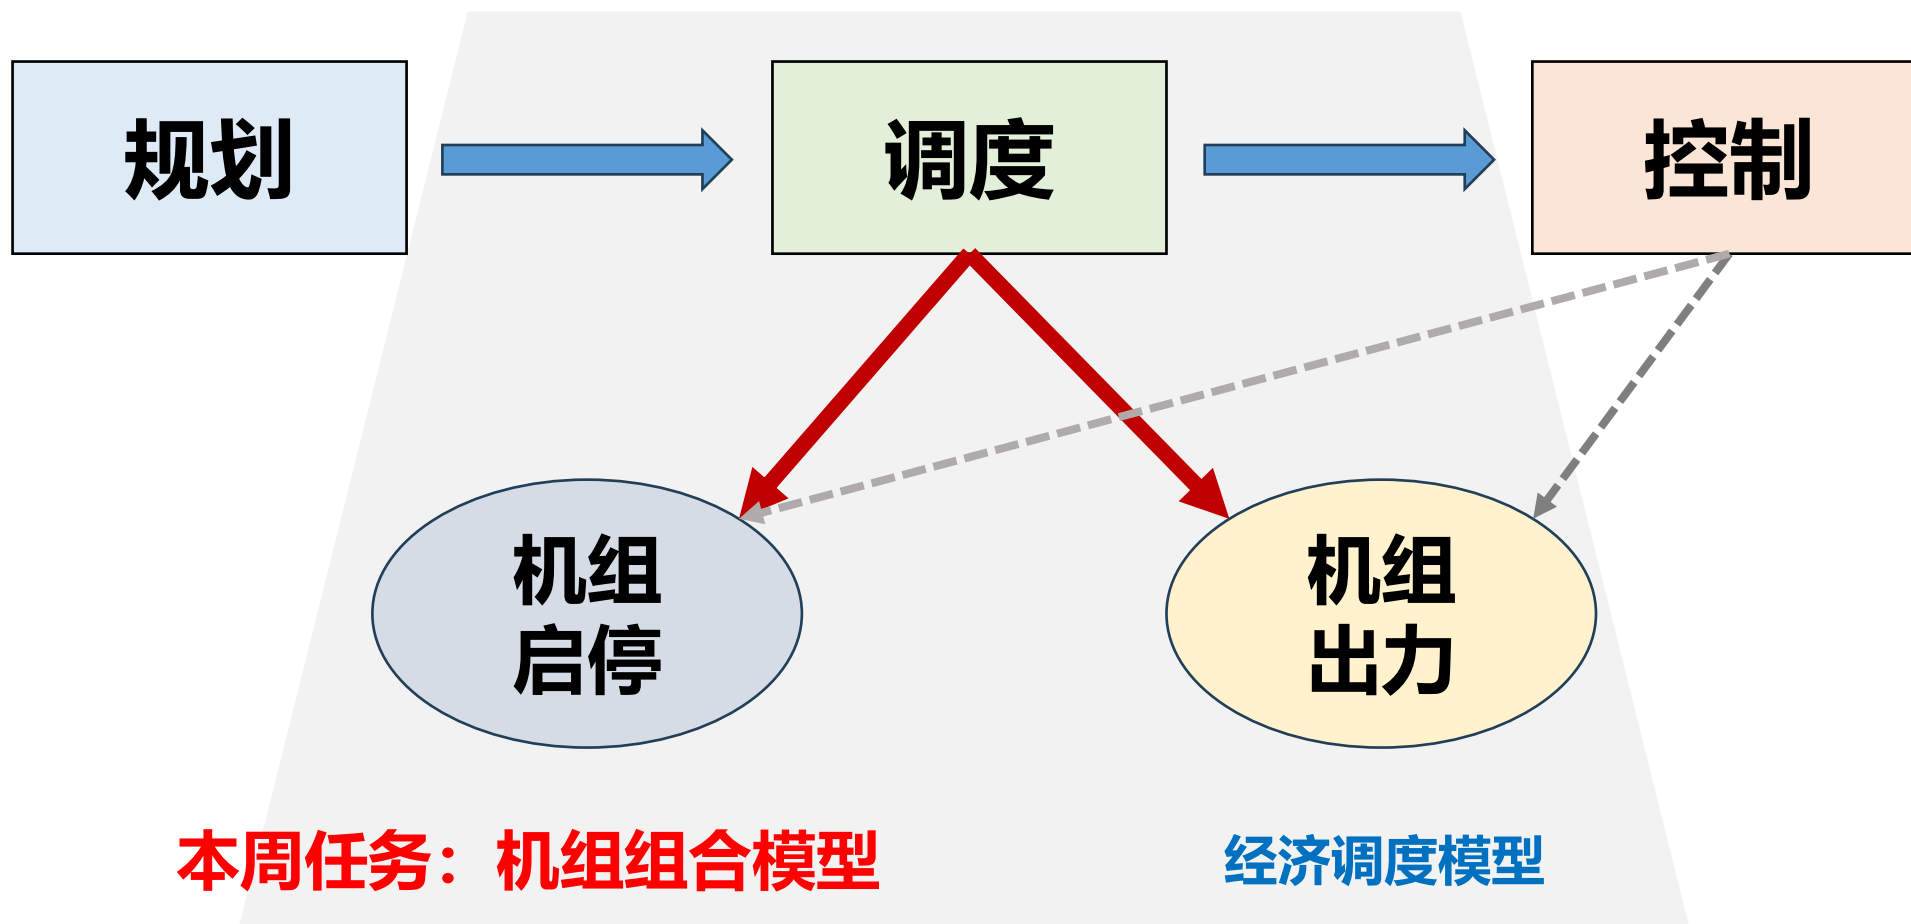 规划
调度
控制
机组
启停
机组
出力
本周任务：机组组合模型
经济调度模型